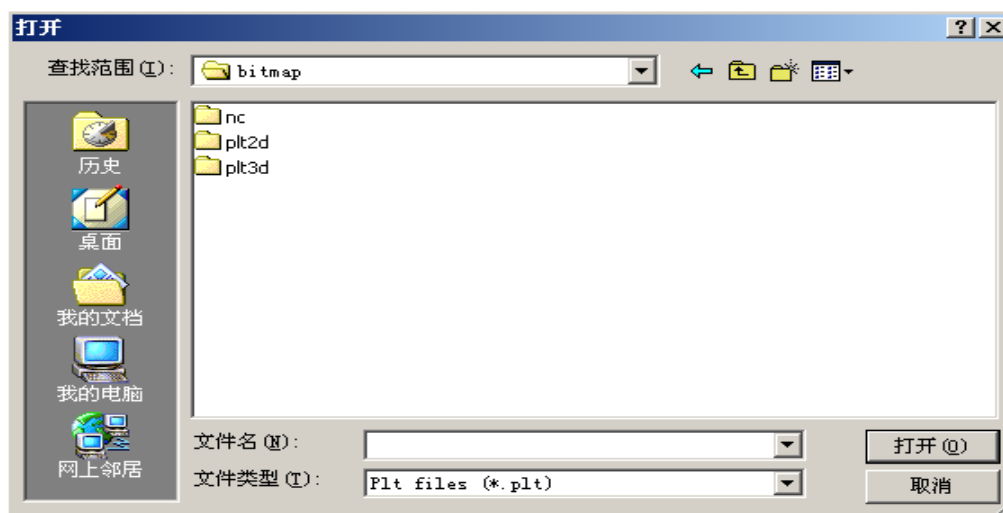 打开
查找范围(I):
bitmap
nc
plt2d
plt3d
历史
桌面
我的文档
我的电脑
网上邻居
文件名(N):
打开(O)
文件类型(T):
Plt files (*.plt)
取消